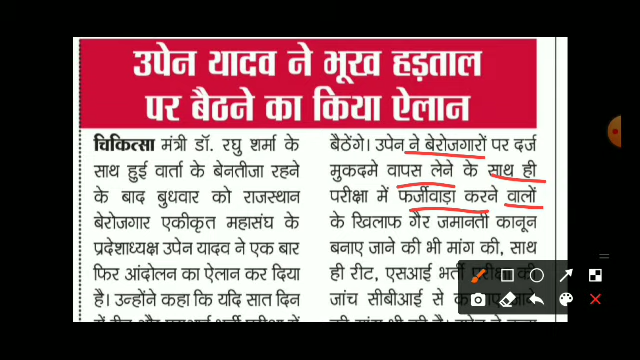 उपेन यादव ने भूख हड़ताल
पर बैठने का किया ऐलान
चिकित्सा मंत्री डॉ. रघु शर्मा के
साथ हुई वार्ता के बेनतीजा रहने
के बाद बुधवार को राजस्थान
बेरोजगार एकीकृत महासंघ के
प्रदेशाध्यक्ष उपेन यादव ने एक बार
फिर आंदोलन का ऐलान कर दिया
है। उन्होंने कहा कि यदि सात दिन
बैठेंगे। उपेन ने बेरोजगारों पर दर्ज
मुकदमे वापस लेने के साथ ही
परीक्षा में फर्जीवाड़ा करने वालों
के खिलाफ गैर जमानती कानून
बनाए जाने की भी मांग की, साथ
ही रीट, एसआई भर्ती परीक्षा की
जांच सीबीआई से